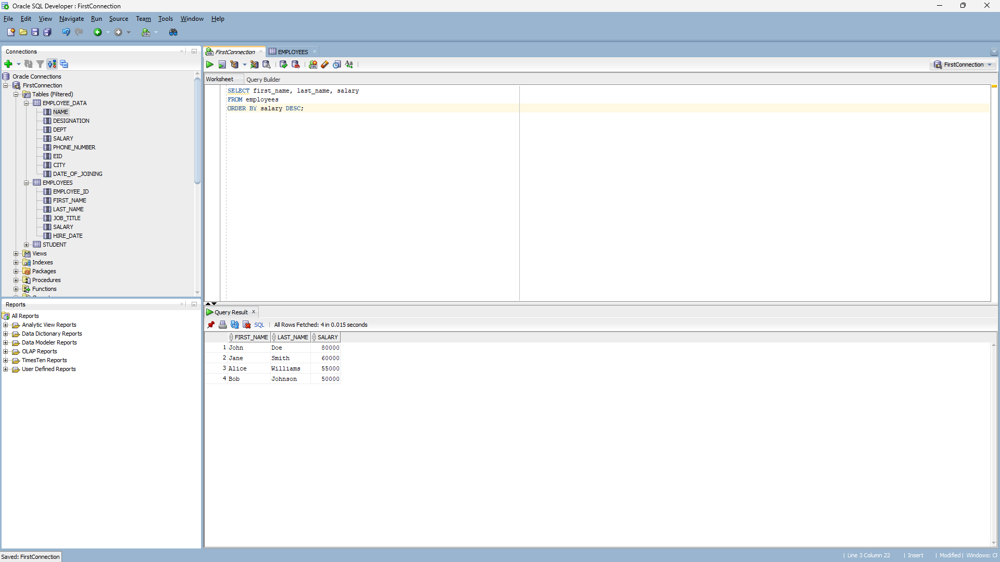 Oracle SQL Developer : FirstConnection
File Edit View Navigate Run Source Team Tools Window Help
Connections
Oracle Connections
FirstConnection
Tables (Filtered)
EMPLOYEE_DATA
NAME
DESIGNATION
DEPT
SALARY
PHONE_NUMBER
EID
CITY
DATE_OF_JOINING
EMPLOYEES
EMPLOYEE_ID
FIRST_NAME
LAST_NAME
JOB_TITLE
SALARY
HIRE_DATE
STUDENT
Views
Indexes
Packages
Procedures
Functions
Reports
All Reports
Analytic View Reports
Data Dictionary Reports
Data Modeler Reports
OLAP Reports
TimesTen Reports
User Defined Reports
FirstConnection EMPLOYEES
FirstConnection
Worksheet Query Builder
SELECT first_name, last_name, salary
FROM employees
ORDER BY salary DESC;
Query Result
SQL All Rows Fetched: 4 in 0.015 seconds
FIRST_NAME LAST_NAME SALARY
1 John Doe 80000
2 Jane Smith 60000
3 Alice Williams 55000
4 Bob Johnson 50000
Saved: FirstConnection
Line 3 Column 22 Insert Modified Windows: